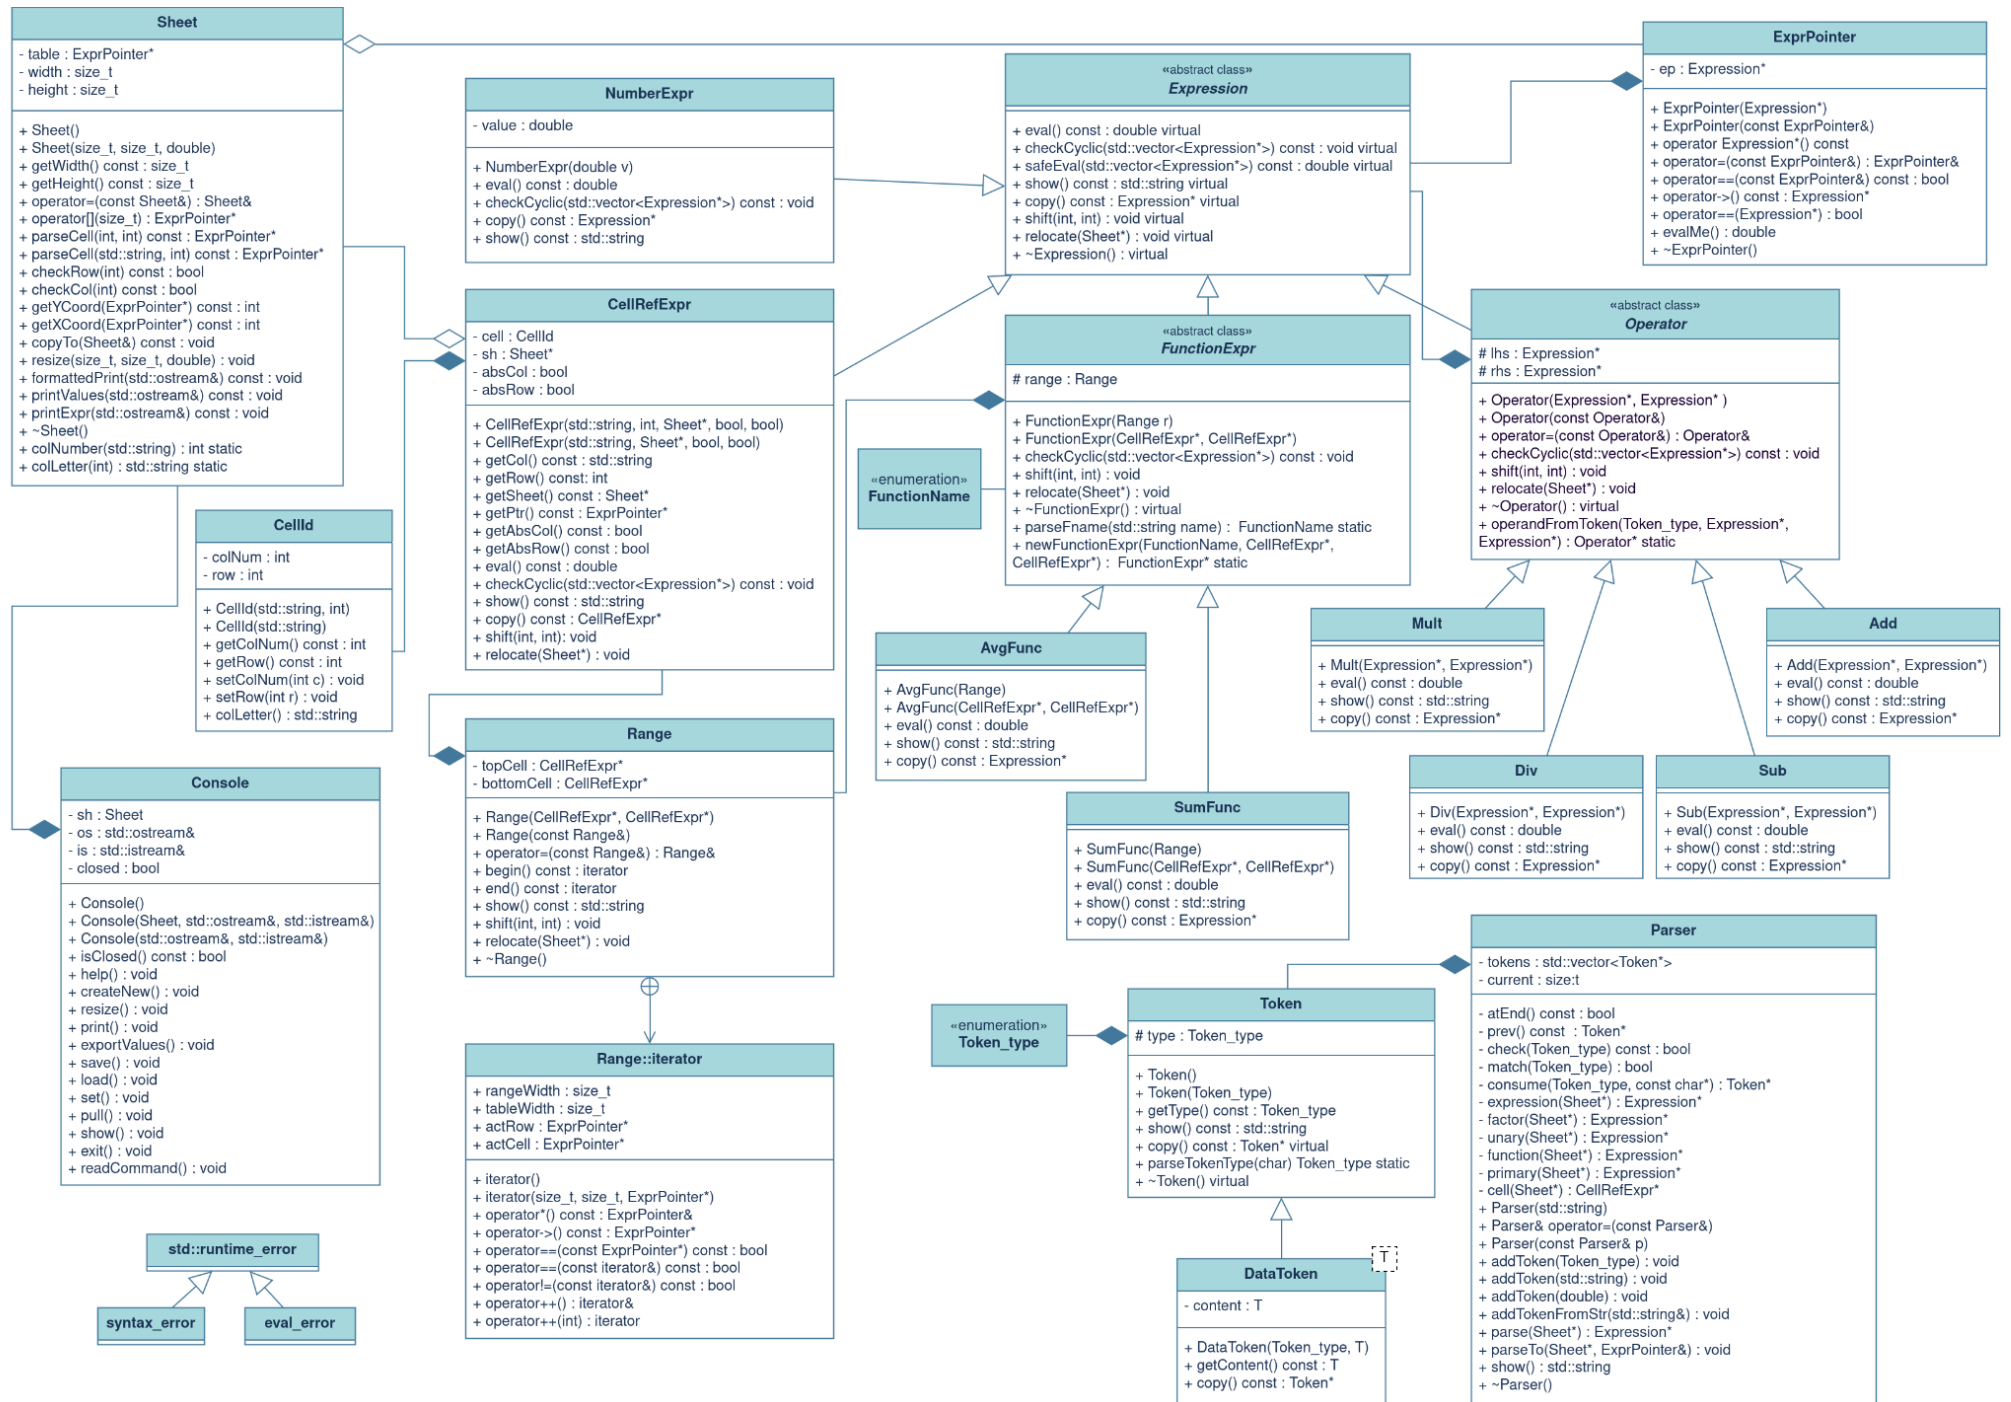 Sheet
- table : ExprPointer*
- width : size_t
- height : size_t
+ Sheet()
+ Sheet(size_t, size_t, double)
+ getWidth() const : size_t
+ getHeight() const : size_t
+ operator=(const Sheet&) : Sheet&
+ operator[](size_t) : ExprPointer*
+ parseCell(int, int) const : ExprPointer*
+ parseCell(std::string, int) const : ExprPointer*
+ checkRow(int) const : bool
+ checkCol(int) const : bool
+ getYCoord(ExprPointer*) const : int
+ getXCoord(ExprPointer*) const : int
+ copyTo(Sheet&) const : void
+ resize(size_t, size_t, double) : void
+ formattedPrint(std::ostream&) const : void
+ printValues(std::ostream&) const : void
+ printExpr(std::ostream&) const : void
+ ~Sheet()
+ colNumber(std::string) : int static
+ colLetter(int) : std::string static
NumberExpr
- value : double
+ NumberExpr(double v)
+ eval() const : double
+ checkCyclic(std::vector<Expression*>) const : void
+ copy() const : Expression*
+ show() const : std::string
«abstract class»
Expression
+ eval() const : double virtual
+ checkCyclic(std::vector<Expression*>) const : void virtual
+ safeEval(std::vector<Expression*>) const : double virtual
+ show() const : std::string virtual
+ copy() const : Expression* virtual
+ shift(int, int) : void virtual
+ relocate(Sheet*) : void virtual
+ ~Expression() : virtual
ExprPointer
- ep : Expression*
+ ExprPointer(Expression*)
+ ExprPointer(const ExprPointer&)
+ operator Expression*() const
+ operator=(const ExprPointer&) : ExprPointer&
+ operator==(const ExprPointer&) const : bool
+ operator->() const : Expression*
+ operator==(Expression*) : bool
+ evalMe() : double
+ ~ExprPointer()
CellRefExpr
- cell : CellId
- sh : Sheet*
- absCol : bool
- absRow : bool
+ CellRefExpr(std::string, int, Sheet*, bool, bool)
+ CellRefExpr(std::string, Sheet*, bool, bool)
+ getCol() const : std::string
+ getRow() const: int
+ getSheet() const : Sheet*
+ getPtr() const : ExprPointer*
+ getAbsCol() const : bool
+ getAbsRow() const : bool
+ eval() const : double
+ checkCyclic(std::vector<Expression*>) const : void
+ show() const : std::string
+ copy() const : CellRefExpr*
+ shift(int, int): void
+ relocate(Sheet*) : void
«abstract class»
FunctionExpr
# range : Range
+ FunctionExpr(Range r)
+ FunctionExpr(CellRefExpr*, CellRefExpr*)
+ checkCyclic(std::vector<Expression*>) const : void
+ shift(int, int) : void
+ relocate(Sheet*) : void
+ ~FunctionExpr() : virtual
+ parseFname(std::string name) : FunctionName static
+ newFunctionExpr(FunctionName, CellRefExpr*,
CellRefExpr*) : FunctionExpr* static
«enumeration»
FunctionName
«abstract class»
Operator
# lhs : Expression*
# rhs : Expression*
+ Operator(Expression*, Expression* )
+ Operator(const Operator&)
+ operator=(const Operator&) : Operator&
+ checkCyclic(std::vector<Expression*>) const : void
+ shift(int, int) : void
+ relocate(Sheet*) : void
+ ~Operator() : virtual
+ operandFromToken(Token_type, Expression*,
Expression*) : Operator* static
CellId
- colNum : int
- row : int
+ CellId(std::string, int)
+ CellId(std::string)
+ getColNum() const : int
+ getRow() const : int
+ setColNum(int c) : void
+ setRow(int r) : void
+ colLetter() : std::string
AvgFunc
+ AvgFunc(Range)
+ AvgFunc(CellRefExpr*, CellRefExpr*)
+ eval() const : double
+ show() const : std::string
+ copy() const : Expression*
Mult
+ Mult(Expression*, Expression*)
+ eval() const : double
+ show() const : std::string
+ copy() const : Expression*
Add
+ Add(Expression*, Expression*)
+ eval() const : double
+ show() const : std::string
+ copy() const : Expression*
Div
+ Div(Expression*, Expression*)
+ eval() const : double
+ show() const : std::string
+ copy() const : Expression*
Sub
+ Sub(Expression*, Expression*)
+ eval() const : double
+ show() const : std::string
+ copy() const : Expression*
Range
- topCell : CellRefExpr*
- bottomCell : CellRefExpr*
+ Range(CellRefExpr*, CellRefExpr*)
+ Range(const Range&)
+ operator=(const Range&) : Range&
+ begin() const : iterator
+ end() const : iterator
+ show() const : std::string
+ shift(int, int) : void
+ relocate(Sheet*) : void
+ ~Range()
SumFunc
+ SumFunc(Range)
+ SumFunc(CellRefExpr*, CellRefExpr*)
+ eval() const : double
+ show() const : std::string
+ copy() const : Expression*
Console
- sh : Sheet
- os : std::ostream&
- is : std::istream&
- closed : bool
+ Console()
+ Console(Sheet, std::ostream&, std::istream&)
+ Console(std::ostream&, std::istream&)
+ isClosed() const : bool
+ help() : void
+ createNew() : void
+ resize() : void
+ print() : void
+ exportValues() : void
+ save() : void
+ load() : void
+ set() : void
+ pull() : void
+ show() : void
+ exit() : void
+ readCommand() : void
Range::iterator
+ rangeWidth : size_t
+ tableWidth : size_t
+ actRow : ExprPointer*
+ actCell : ExprPointer*
+ iterator()
+ iterator(size_t, size_t, ExprPointer*)
+ operator*() const : ExprPointer&
+ operator->() const : ExprPointer*
+ operator==(const ExprPointer*) const : bool
+ operator==(const iterator&) const : bool
+ operator!=(const iterator&) const : bool
+ operator++() : iterator&
+ operator++(int) : iterator
«enumeration»
Token_type
Token
# type : Token_type
+ Token()
+ Token(Token_type)
+ getType() const : Token_type
+ show() const : std::string
+ copy() const : Token* virtual
+ parseTokenType(char) Token_type static
+ ~Token() virtual
Parser
- tokens : std::vector<Token*>
- current : size:t
- atEnd() const : bool
- prev() const : Token*
- check(Token_type) const : bool
- match(Token_type) : bool
- consume(Token_type, const char*) : Token*
- expression(Sheet*) : Expression*
- factor(Sheet*) : Expression*
- unary(Sheet*) : Expression*
- function(Sheet*) : Expression*
- primary(Sheet*) : Expression*
- cell(Sheet*) : CellRefExpr*
+ Parser(std::string)
+ Parser& operator=(const Parser&)
+ Parser(const Parser& p)
+ addToken(Token_type) : void
+ addToken(std::string) : void
+ addToken(double) : void
+ addTokenFromStr(std::string&) : void
+ parse(Sheet*) : Expression*
+ parseTo(Sheet*, ExprPointer&) : void
+ show() : std::string
+ ~Parser()
std::runtime_error
syntax_error
eval_error
T
DataToken
- content : T
+ DataToken(Token_type, T)
+ getContent() const : T
+ copy() const : Token*